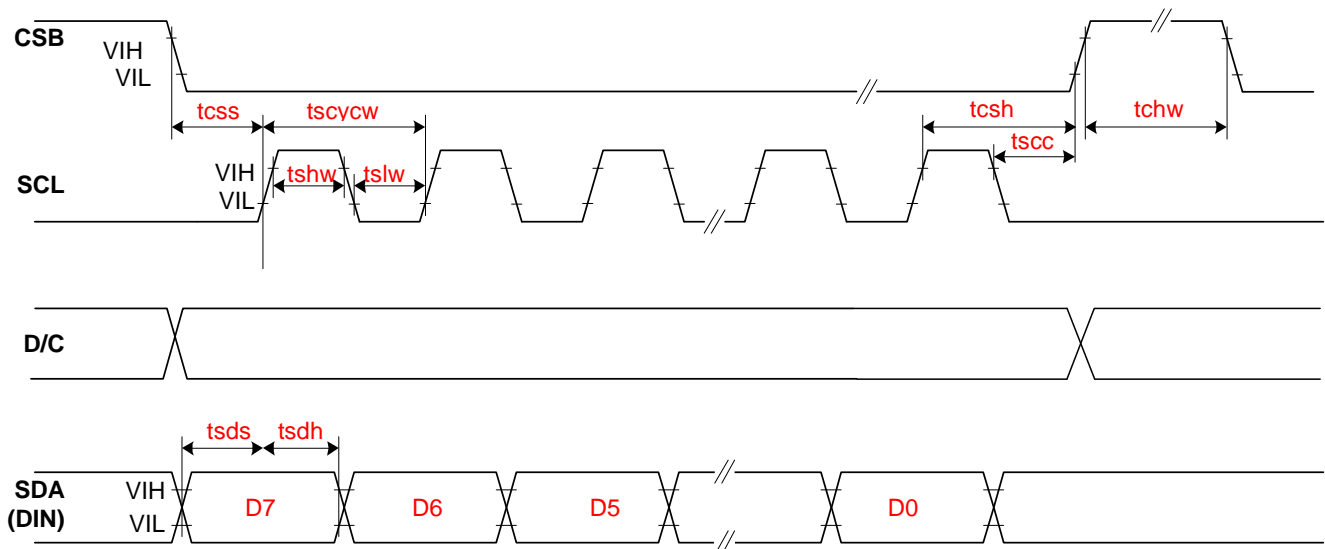 CSB
VIH
VIL
tcss
tscycw
tcsh
tchw
tscc
SCL
VIH
VIL
tshw
tslw
D/C
tsds
tsdh
SDA
(DIN)
VIH
VIL
D7
D6
D5
D0